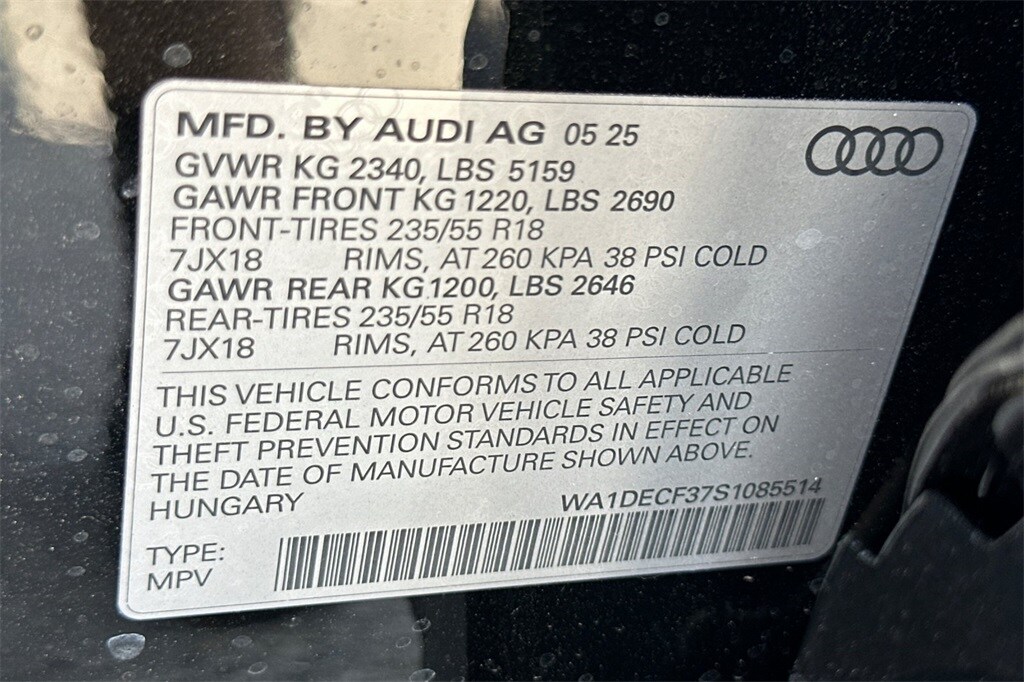 MFD. BY AUDI AG 05 25
GVWR KG 2340, LBS 5159
GAWR FRONT KG 1220, LBS 2690
FRONT-TIRES 235/55 R18
7JX18 RIMS, AT 260 KPA 38 PSI COLD
GAWR REAR KG 1200, LBS 2646
REAR-TIRES 235/55 R18
7JX18 RIMS, AT 260 KPA 38 PSI COLD
THIS VEHICLE CONFORMS TO ALL APPLICABLE
U.S. FEDERAL MOTOR VEHICLE SAFETY AND
THEFT PREVENTION STANDARDS IN EFFECT ON
THE DATE OF MANUFACTURE SHOWN ABOVE.
HUNGARY WA1DECF37S1085514
TYPE:
MPV